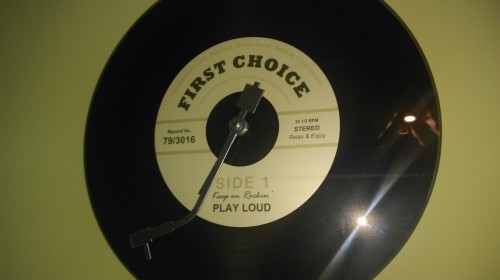 FIRST CHOICE
Record No.
79/3016
33 1/3 RPM
STEREO
Relax & Enjoy
SIDE 1
Keep on Rockin'
PLAY LOUD